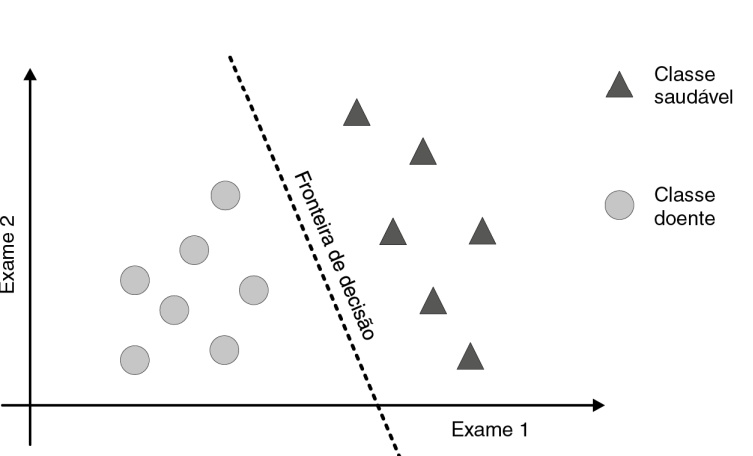 Classe
saudável
Classe
doente
Fronteira de decisão
Exame 2
Exame 1